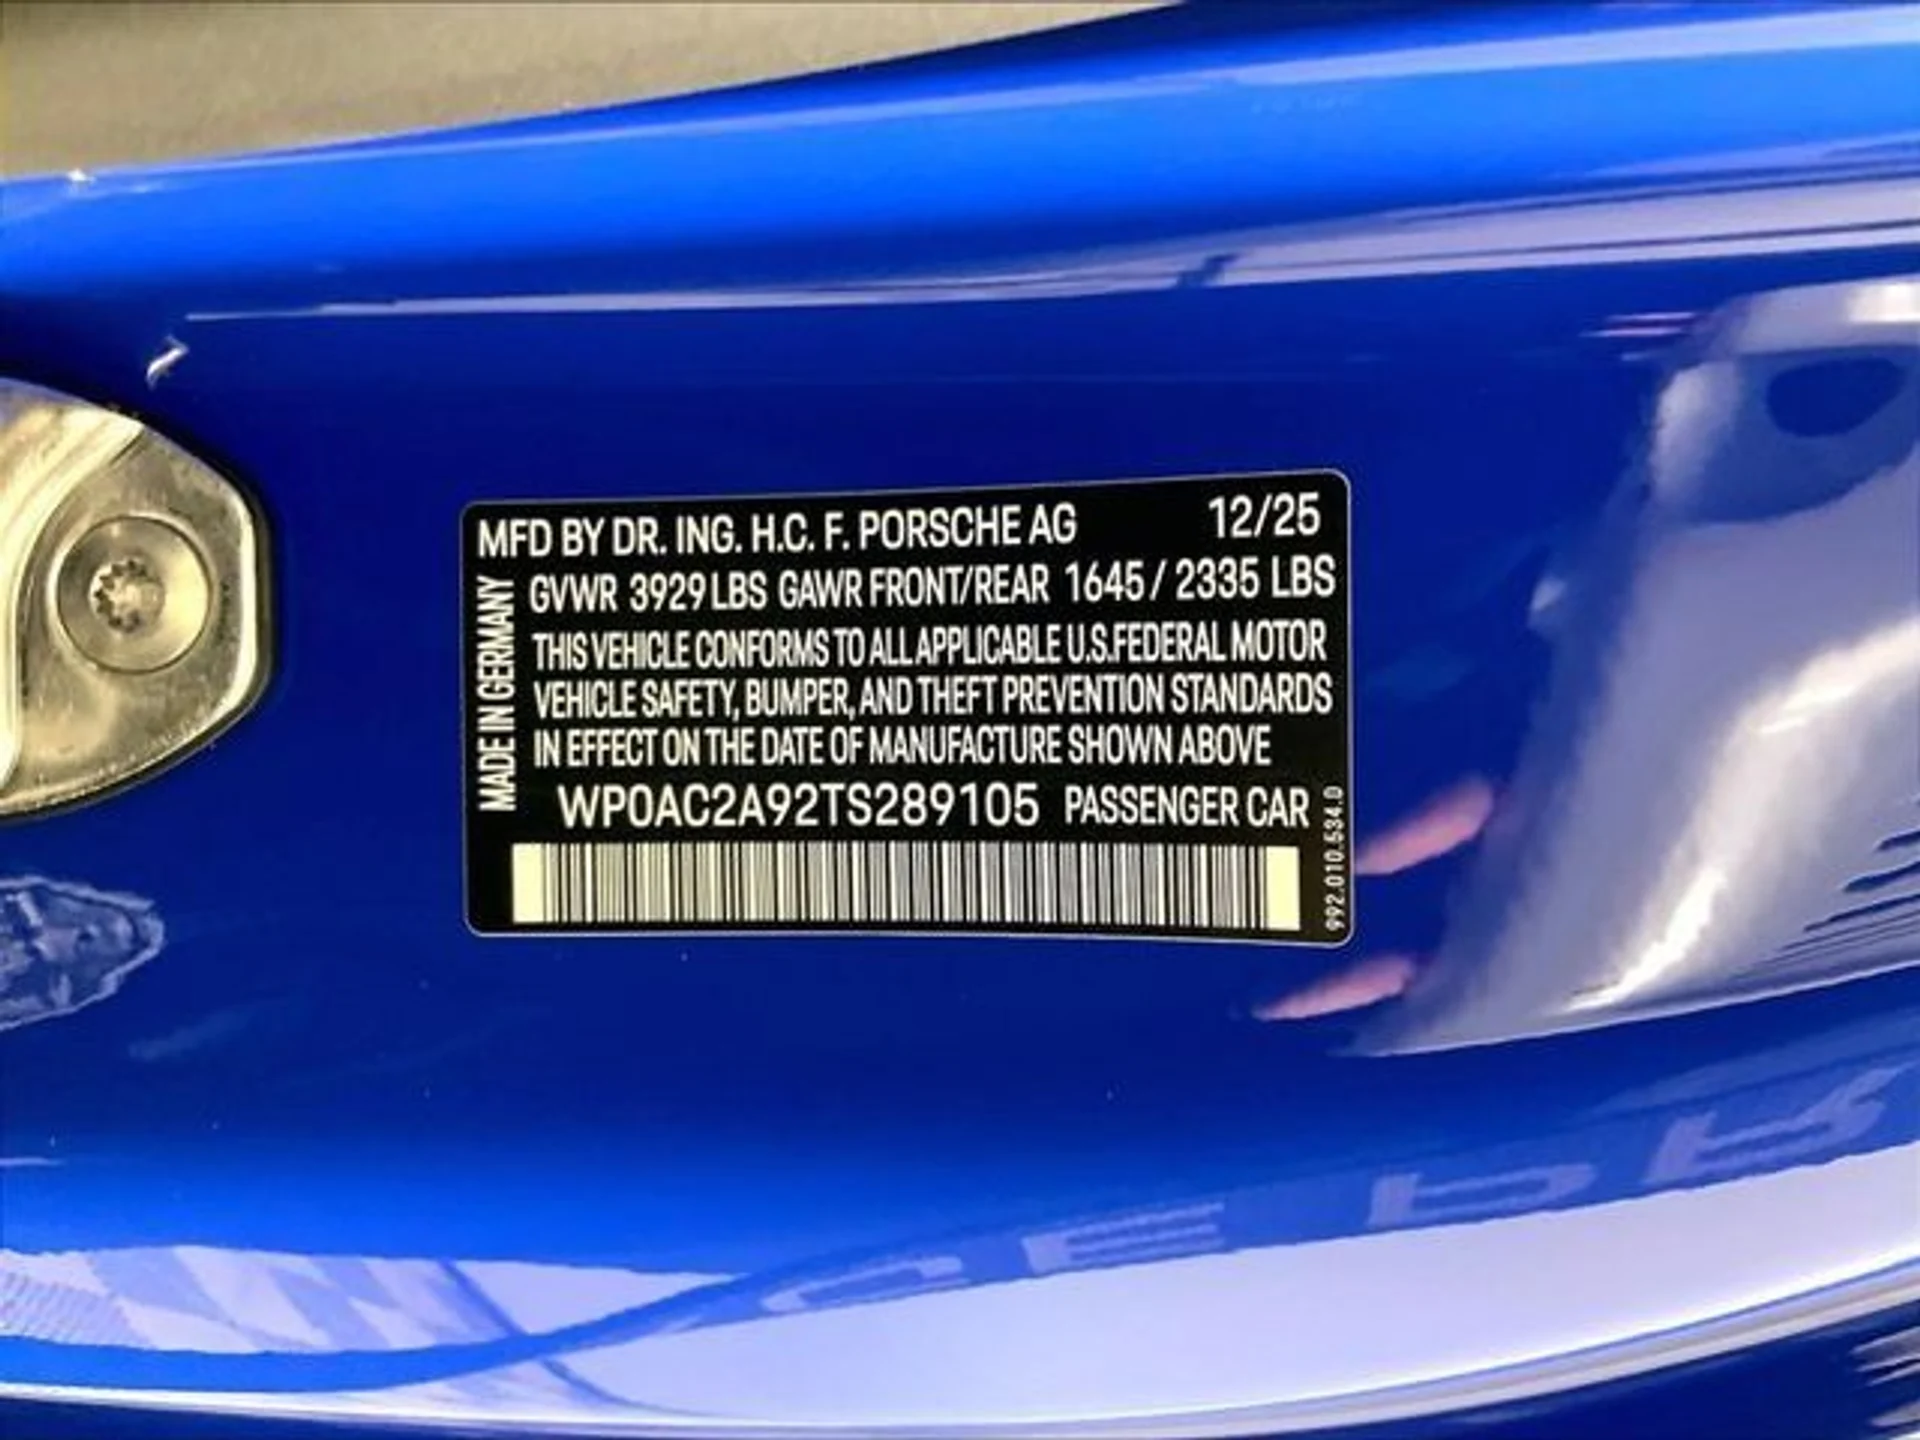 MFD BY DR. ING. H.C. F. PORSCHE AG 12/25
GVWR 3929 LBS GAWR FRONT/REAR 1645 / 2335 LBS
THIS VEHICLE CONFORMS TO ALL APPLICABLE U.S.FEDERAL MOTOR
VEHICLE SAFETY, BUMPER, AND THEFT PREVENTION STANDARDS
IN EFFECT ON THE DATE OF MANUFACTURE SHOWN ABOVE
WP0AC2A92TS289105 PASSENGER CAR
MADE IN GERMANY
992.010.534.D